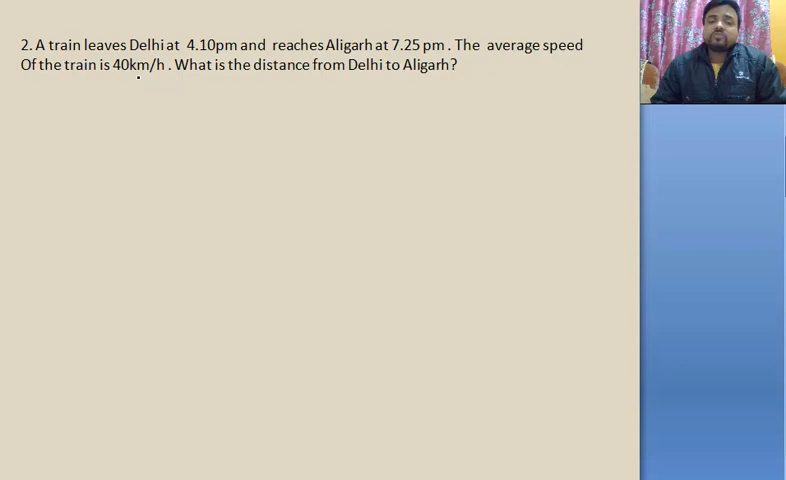 2. A train leaves Delhi at 4.10pm and reaches Aligarh at 7.25 pm . The average speed
Of the train is 40km/h . What is the distance from Delhi to Aligarh?